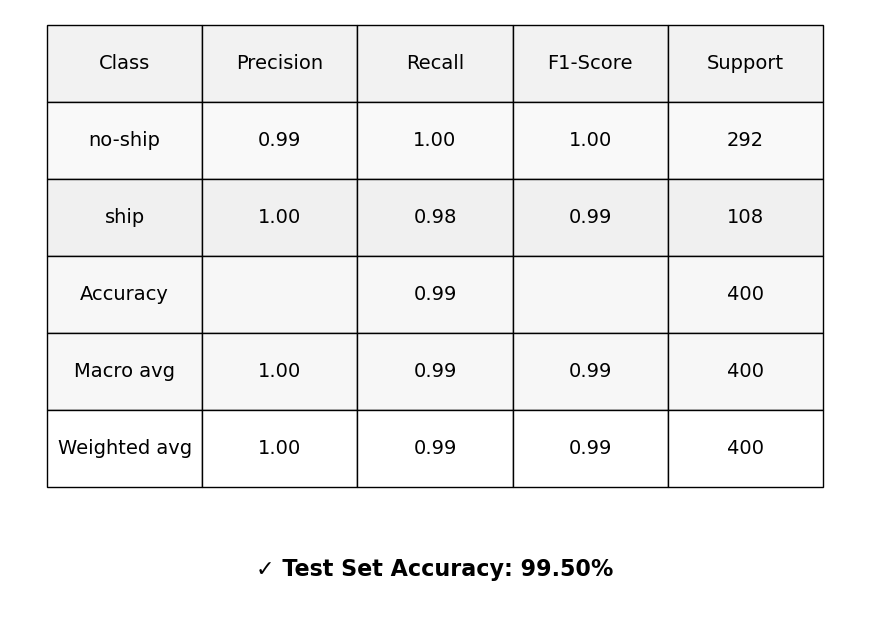 Class Precision Recall F1-Score Support
no-ship 0.99 1.00 1.00 292
ship 1.00 0.98 0.99 108
Accuracy 0.99 400
Macro avg 1.00 0.99 0.99 400
Weighted avg 1.00 0.99 0.99 400
✓ Test Set Accuracy: 99.50%